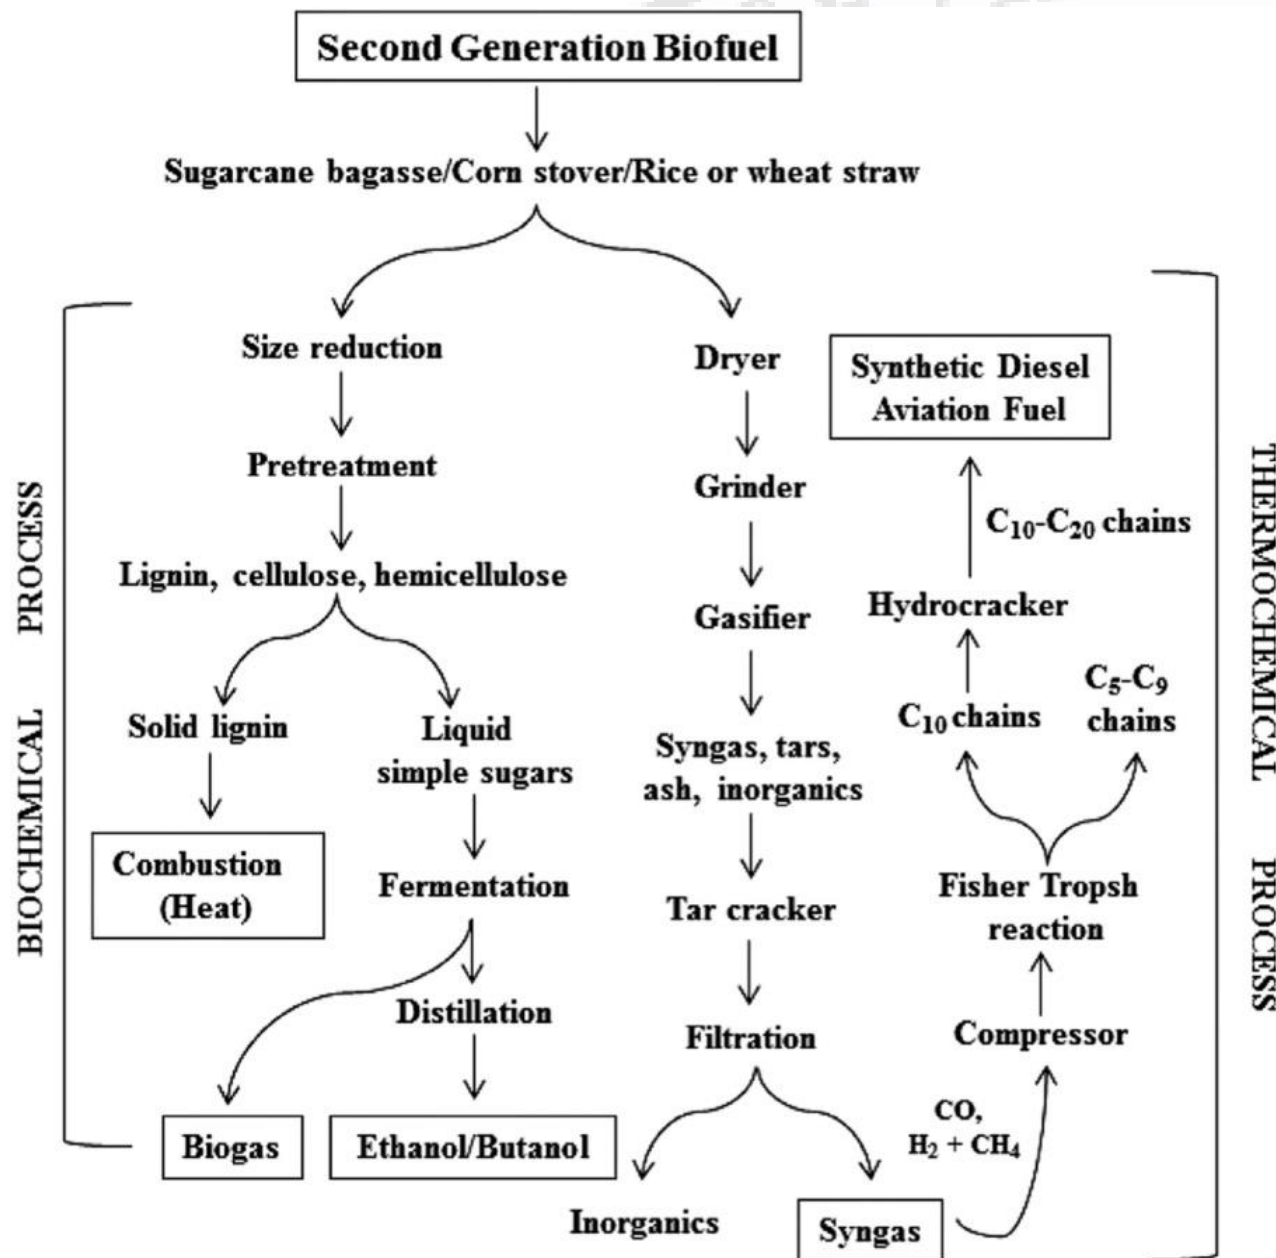 Second Generation Biofuel
Sugarcane bagasse/Corn stover/Rice or wheat straw
BIOCHEMICAL PROCESS
Size reduction
Pretreatment
Lignin, cellulose, hemicellulose
Solid lignin
Combustion
(Heat)
Liquid
simple sugars
Fermentation
Distillation
Biogas
Ethanol/Butanol
Dryer
Grinder
Gasifier
Syngas, tars,
ash, inorganics
Tar cracker
Filtration
Inorganics
Syngas
CO,
H₂ + CH₄
Compressor
Fisher Tropsh
reaction
C₁₀ chains
C₅-C₉
chains
Hydrocracker
C₁₀-C₂₀ chains
Synthetic Diesel
Aviation Fuel
THERMOCHEMICAL PROCESS